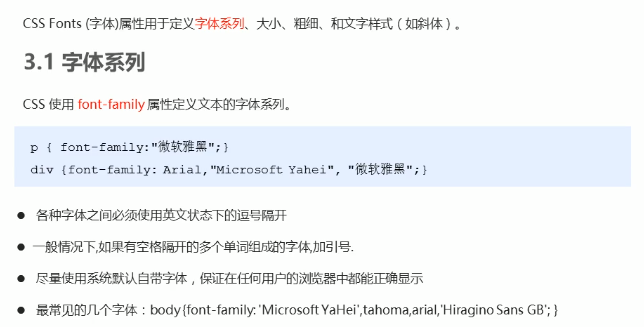 CSS Fonts (字体)属性用于定义字体系列、大小、粗细、和文字样式（如斜体）。
3.1 字体系列
CSS 使用 font-family 属性定义文本的字体系列。
p { font-family:"微软雅黑";}
div {font-family: Arial,"Microsoft Yahei", "微软雅黑";}
● 各种字体之间必须使用英文状态下的逗号隔开
● 一般情况下,如果有空格隔开的多个单词组成的字体,加引号.
● 尽量使用系统默认自带字体，保证在任何用户的浏览器中都能正确显示
● 最常见的几个字体：body{font-family: 'Microsoft YaHei',tahoma,arial,'Hiragino Sans GB'; }